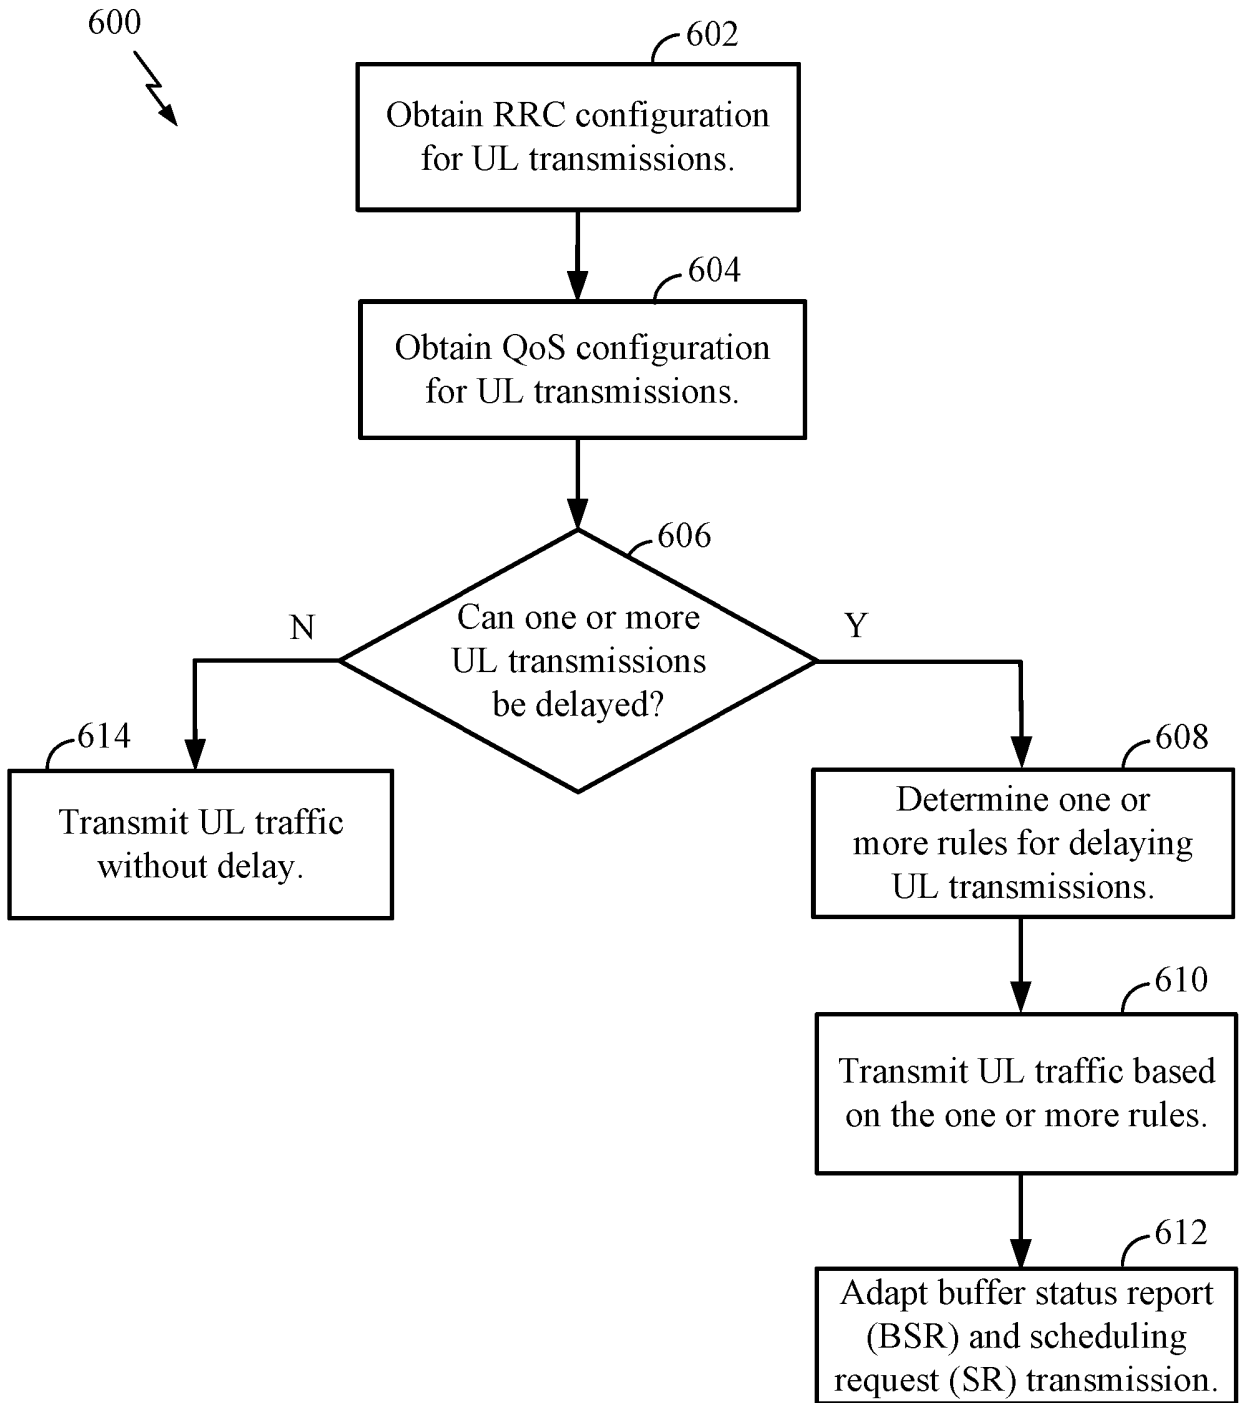 600
602
Obtain RRC configuration
for UL transmissions.
604
Obtain QoS configuration
for UL transmissions.
606
Can one or more
UL transmissions
be delayed?
N
Y
614
Transmit UL traffic
without delay.
608
Determine one or
more rules for delaying
UL transmissions.
610
Transmit UL traffic based
on the one or more rules.
612
Adapt buffer status report
(BSR) and scheduling
request (SR) transmission.